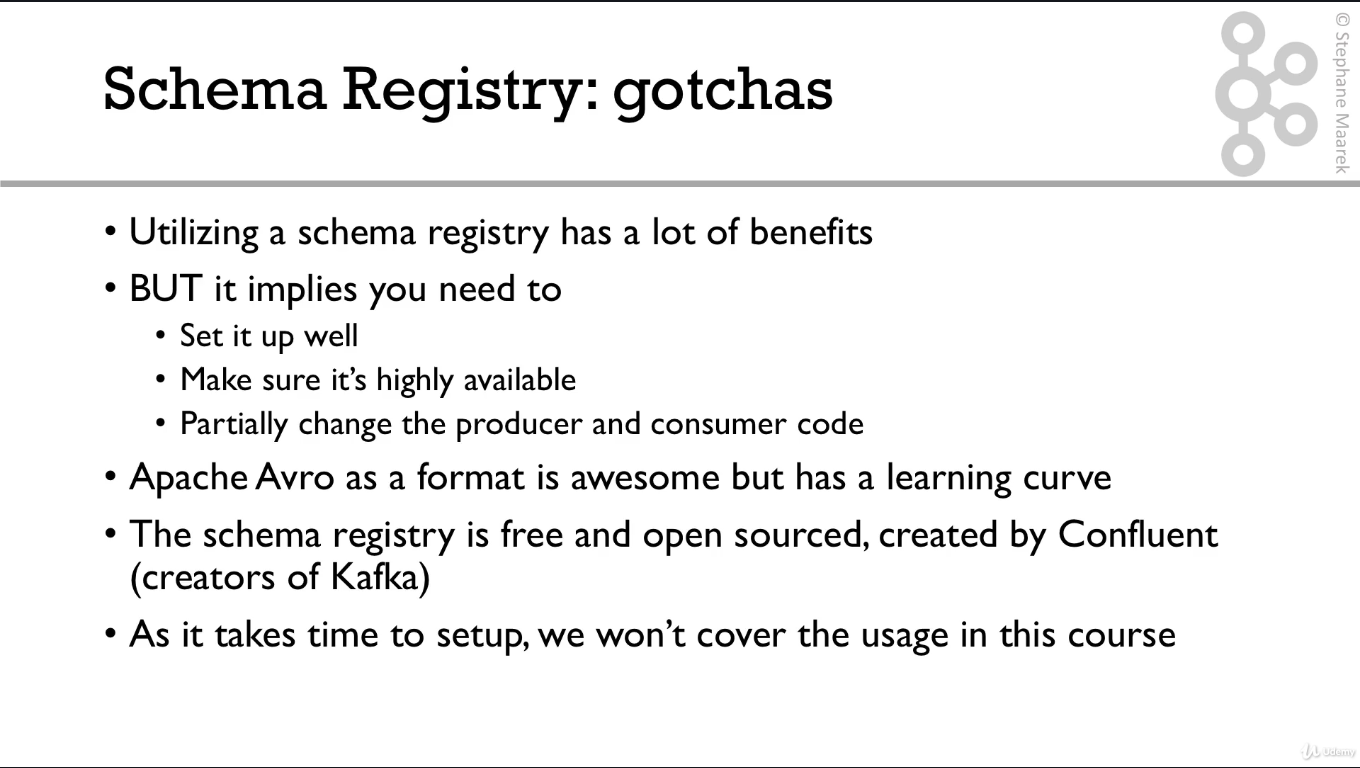 Schema Registry: gotchas
© Stephane Maarek
• Utilizing a schema registry has a lot of benefits
• BUT it implies you need to
• Set it up well
• Make sure it’s highly available
• Partially change the producer and consumer code
• Apache Avro as a format is awesome but has a learning curve
• The schema registry is free and open sourced, created by Confluent
(creators of Kafka)
• As it takes time to setup, we won’t cover the usage in this course
Udemy